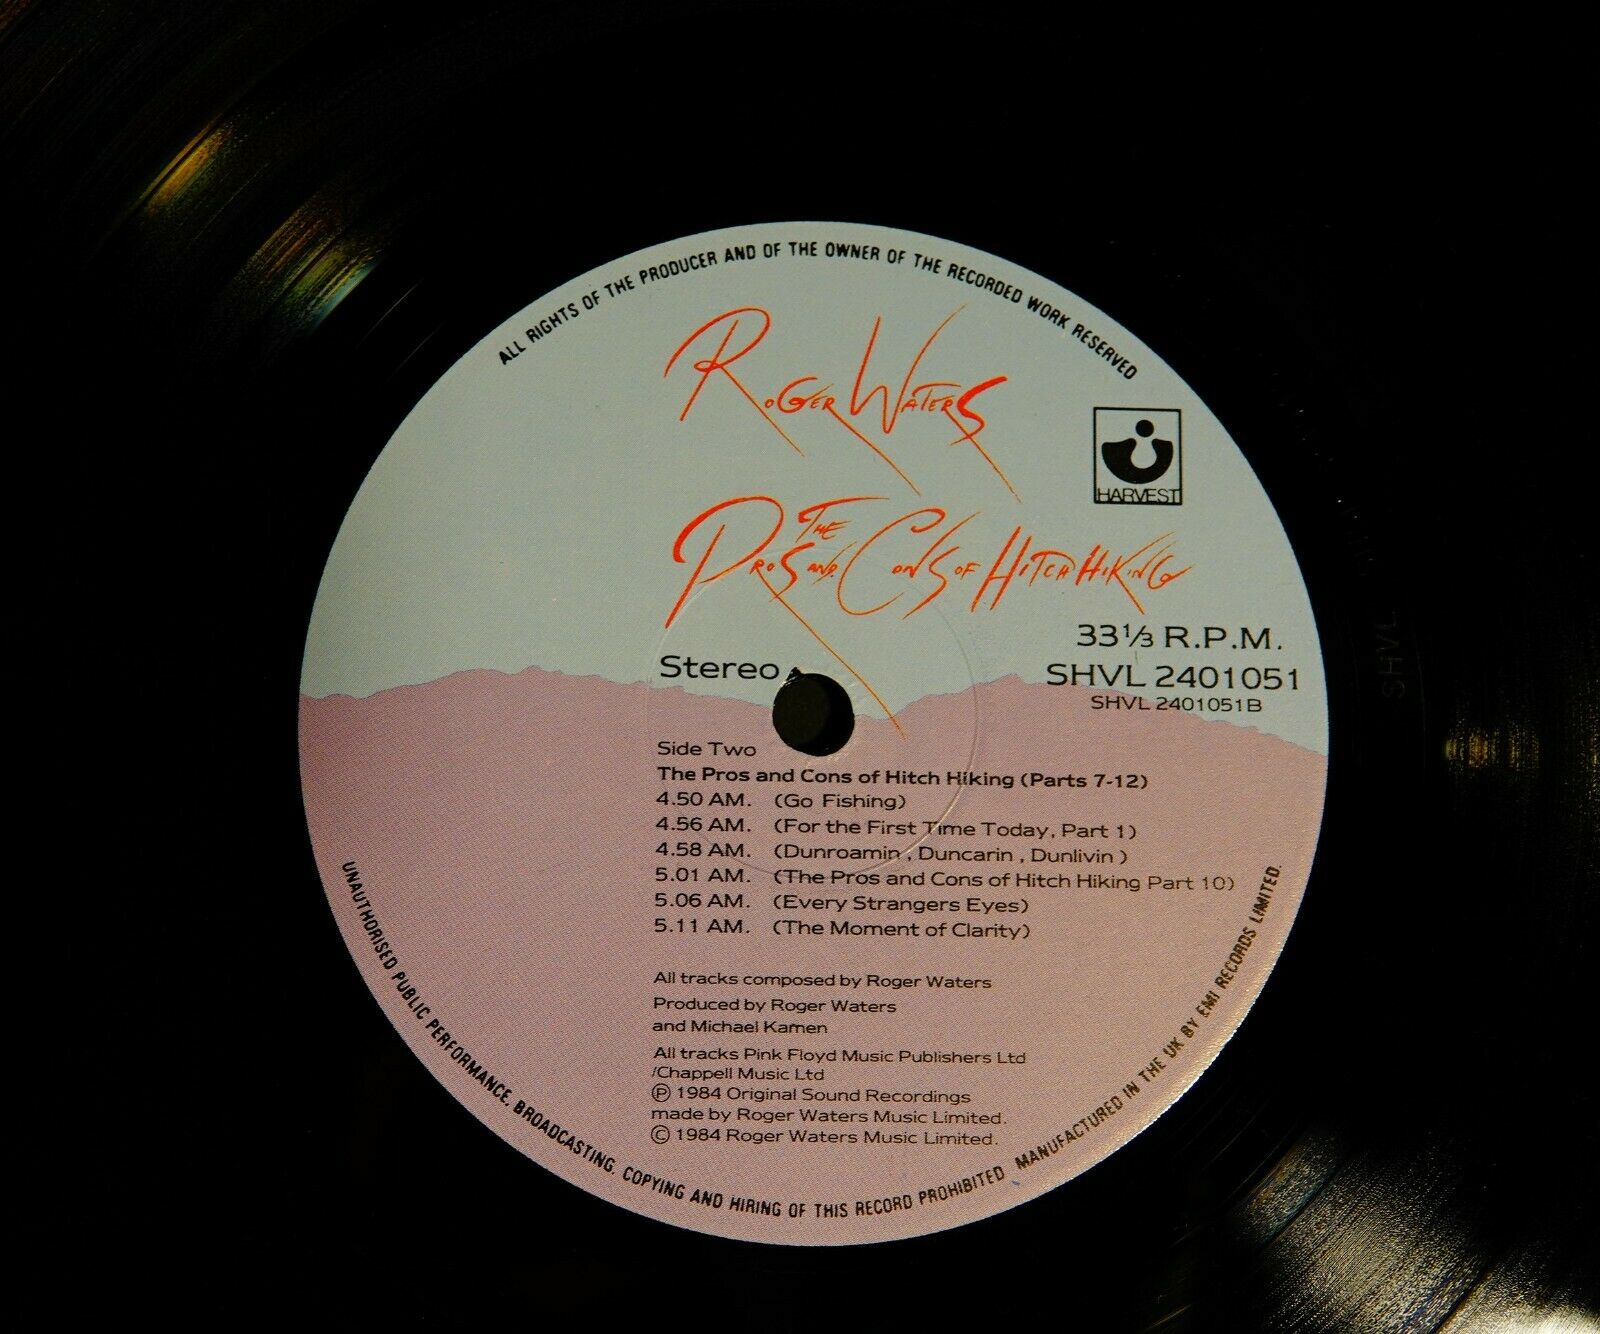 ALL RIGHTS OF THE PRODUCER AND OF THE OWNER OF THE RECORDED WORK RESERVED
ROGER WATERS
HARVEST
THE
PROS AND CONS OF HITCH HIKING
33⅓ R.P.M.
Stereo
SHVL 2401051
SHVL 2401051B
Side Two
The Pros and Cons of Hitch Hiking (Parts 7-12)
4.50 AM. (Go Fishing)
4.56 AM. (For the First Time Today, Part 1)
4.58 AM. (Dunroamin , Duncarin , Dunlivin )
5.01 AM. (The Pros and Cons of Hitch Hiking Part 10)
5.06 AM. (Every Strangers Eyes)
5.11 AM. (The Moment of Clarity)
All tracks composed by Roger Waters
Produced by Roger Waters
and Michael Kamen
All tracks Pink Floyd Music Publishers Ltd
/Chappell Music Ltd
℗ 1984 Original Sound Recordings
made by Roger Waters Music Limited.
© 1984 Roger Waters Music Limited.
UNAUTHORISED PUBLIC PERFORMANCE, BROADCASTING, COPYING AND HIRING OF THIS RECORD PROHIBITED MANUFACTURED IN THE UK BY EMI RECORDS LIMITED.
SHVL